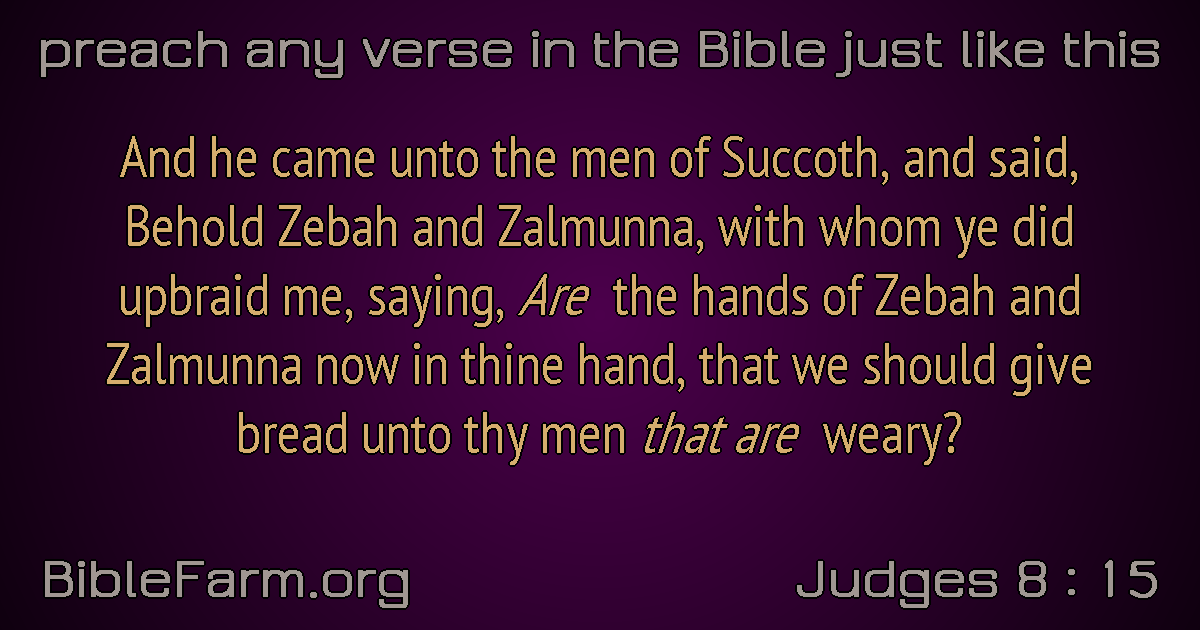 preach any verse in the Bible just like this
And he came unto the men of Succoth, and said,
Behold Zebah and Zalmunna, with whom ye did
upbraid me, saying, Are the hands of Zebah and
Zalmunna now in thine hand, that we should give
bread unto thy men that are weary?
BibleFarm.org
Judges 8 : 15